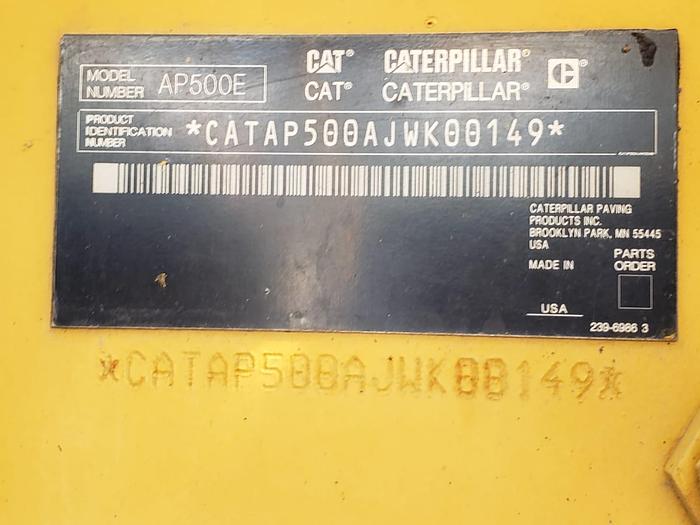 MODEL NUMBER AP500E
CAT® CATERPILLAR®
CAT® CATERPILLAR®
PRODUCT IDENTIFICATION NUMBER *CATAP500AJWK00149*
CATERPILLAR PAVING
PRODUCTS INC.
BROOKLYN PARK, MN 55445
USA
MADE IN
USA
PARTS
ORDER
239-6986 3
*CATAP500AJWK00149*